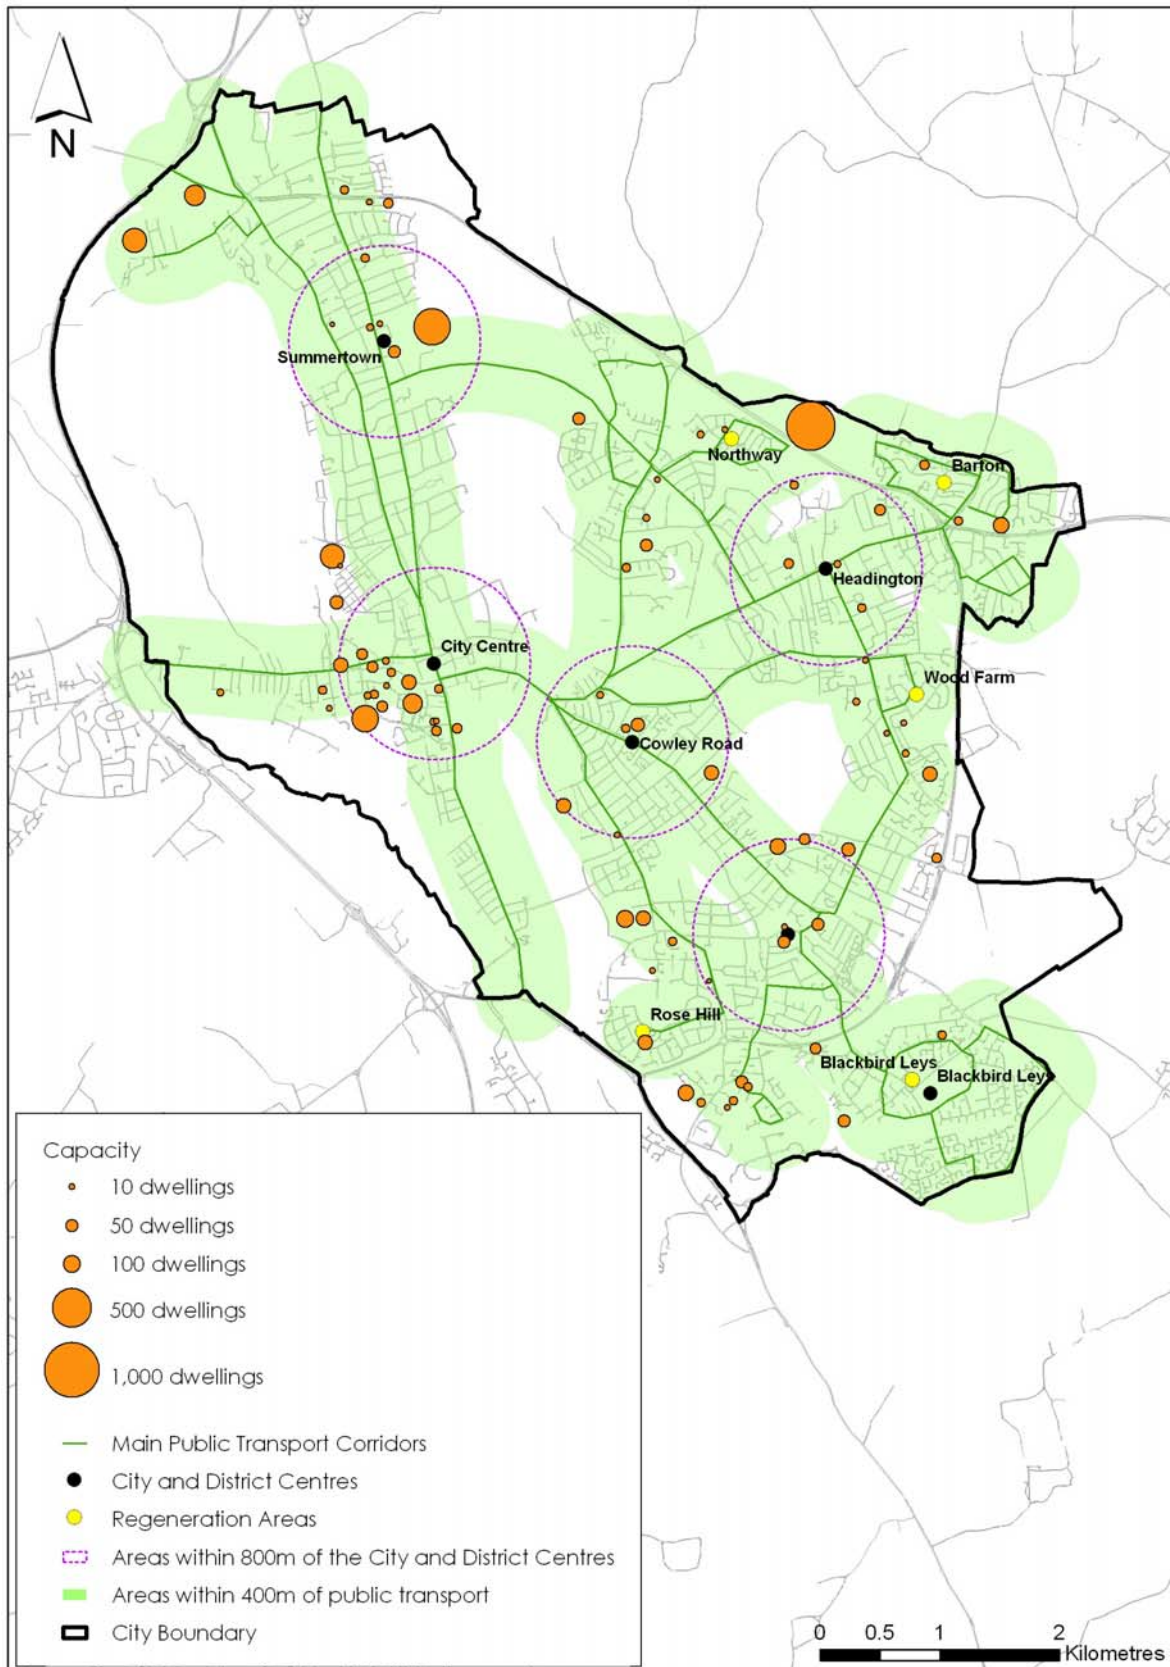 N
Summertown
Northway
Barton
Headington
City Centre
Wood Farm
Cowley Road
Rose Hill
Blackbird Leys
Blackbird Leys
Capacity
10 dwellings
50 dwellings
100 dwellings
500 dwellings
1,000 dwellings
Main Public Transport Corridors
City and District Centres
Regeneration Areas
Areas within 800m of the City and District Centres
Areas within 400m of public transport
City Boundary
0 0.5 1 2
Kilometres